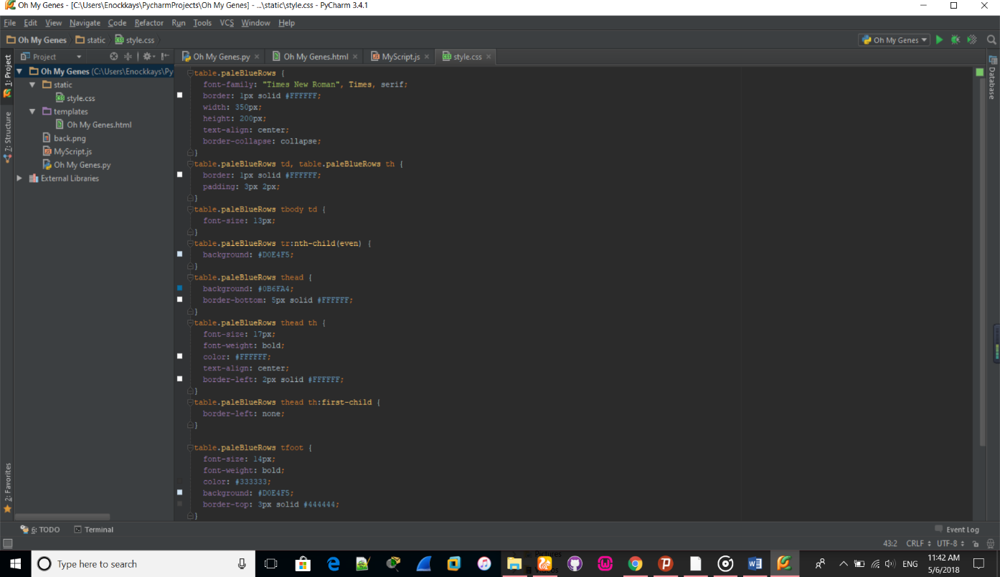 Oh My Genes - [C:\Users\Enockkays\PycharmProjects\Oh My Genes] - ...\static\style.css - PyCharm 3.4.1
File Edit View Navigate Code Refactor Run Tools VCS Window Help
Oh My Genes static style.css
Oh My Genes
Project
Oh My Genes.py Oh My Genes.html MyScript.js style.css
1: Project
7: Structure
2: Favorites
Database
Oh My Genes (C:\Users\Enockkays\Py
static
style.css
templates
Oh My Genes.html
back.png
MyScript.js
Oh My Genes.py
External Libraries
table.paleBlueRows {
font-family: "Times New Roman", Times, serif;
border: 1px solid #FFFFFF;
width: 350px;
height: 200px;
text-align: center;
border-collapse: collapse;
}
table.paleBlueRows td, table.paleBlueRows th {
border: 1px solid #FFFFFF;
padding: 3px 2px;
}
table.paleBlueRows tbody td {
font-size: 13px;
}
table.paleBlueRows tr:nth-child(even) {
background: #D0E4F5;
}
table.paleBlueRows thead {
background: #0B6FA4;
border-bottom: 5px solid #FFFFFF;
}
table.paleBlueRows thead th {
font-size: 17px;
font-weight: bold;
color: #FFFFFF;
text-align: center;
border-left: 2px solid #FFFFFF;
}
table.paleBlueRows thead th:first-child {
border-left: none;
}
table.paleBlueRows tfoot {
font-size: 14px;
font-weight: bold;
color: #333333;
background: #D0E4F5;
border-top: 3px solid #444444;
}
6: TODO Terminal Event Log
43:2 CRLF UTF-8
Type here to search
Pictures
Videos
ENG
11:42 AM
5/6/2018